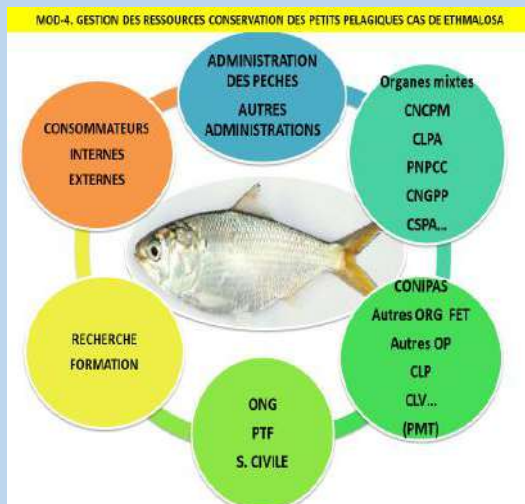 MOD-4. GESTION DES RESSOURCES CONSERVATION DES PETITS PELAGIQUES CAS DE ETHMALOSA
ADMINISTRATION
DES PECHES
AUTRES
ADMINISTRATIONS
Organes mixtes
CNCPM
CLPA
PNPCC
CNGPP
CSPA...
CONIPAS
Autres ORG FET
Autres OP
CLP
CLV...
(PMT)
ONG
PTF
S. CIVILE
RECHERCHE
FORMATION
CONSOMMATEURS
INTERNES
EXTERNES